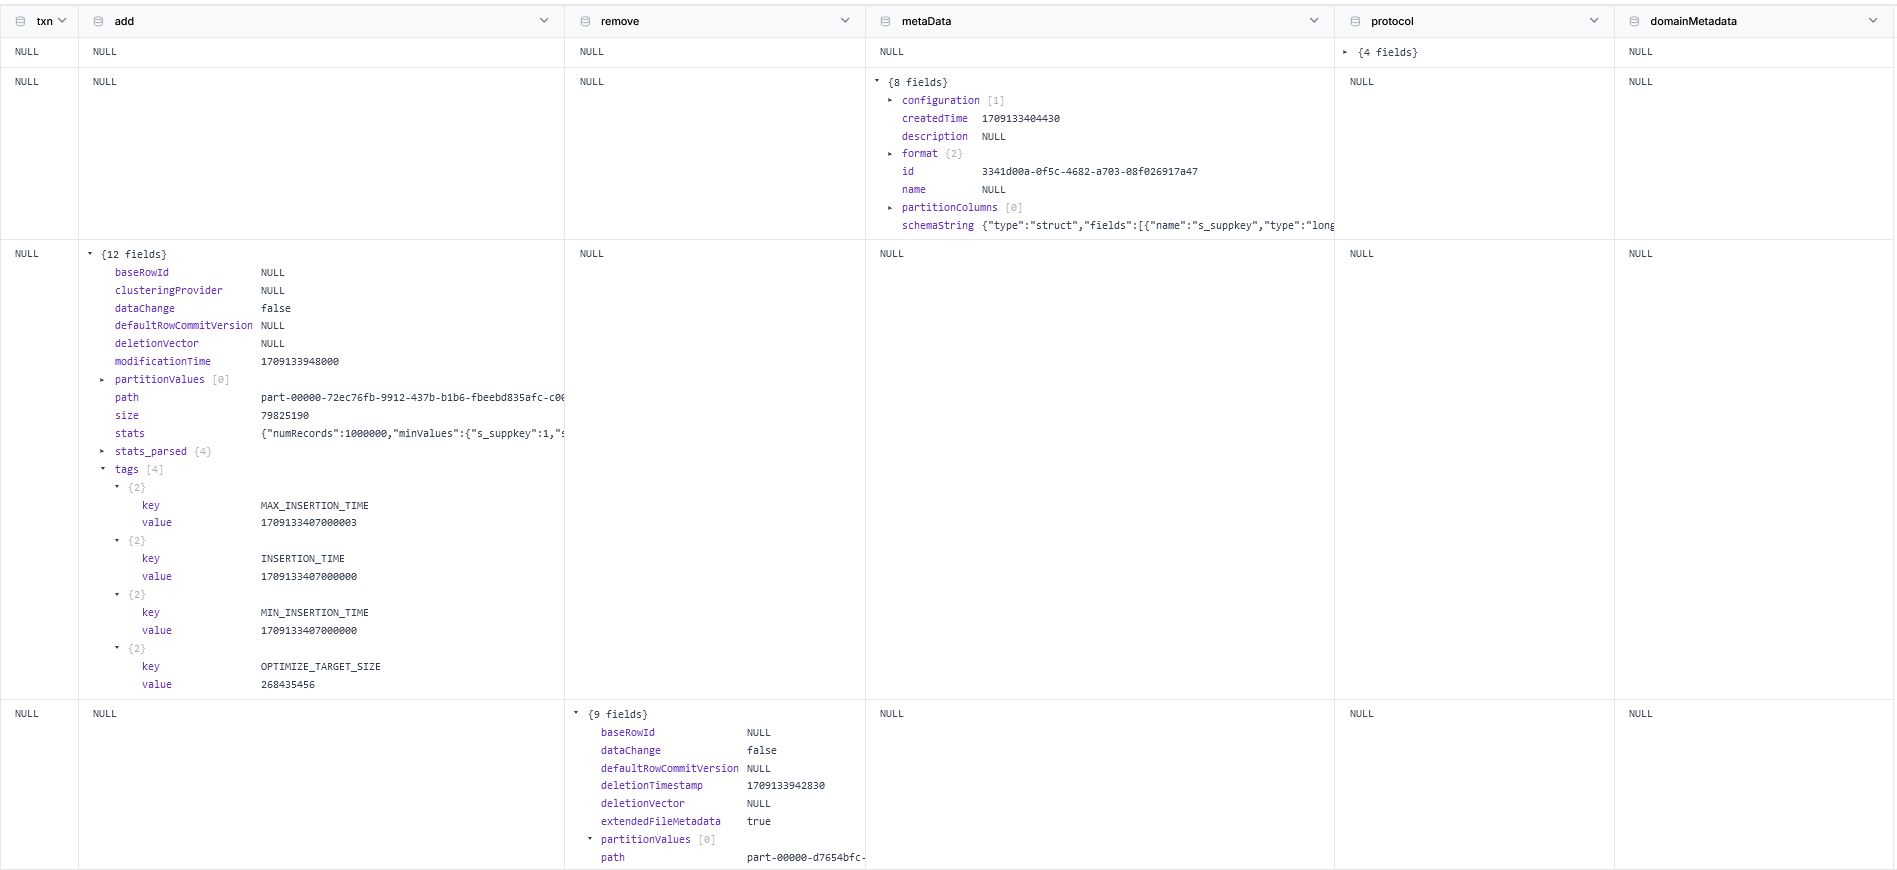 txn add remove metaData protocol domainMetadata
NULL NULL NULL NULL {4 fields} NULL
NULL NULL NULL {8 fields} NULL NULL
configuration [1]
createdTime 1709133404430
description NULL
format {2}
id 3341d00a-0f5c-4682-a703-08f026917a47
name NULL
partitionColumns [0]
schemaString {"type":"struct","fields":[{"name":"s_suppkey","type":"long
NULL {12 fields} NULL NULL NULL NULL
baseRowId NULL
clusteringProvider NULL
dataChange false
defaultRowCommitVersion NULL
deletionVector NULL
modificationTime 1709133948000
partitionValues [0]
path part-00000-72ec76fb-9912-437b-b1b6-fbeebd835afc-c00
size 79825190
stats {"numRecords":1000000,"minValues":{"s_suppkey":1,"s
stats_parsed {4}
tags [4]
{2}
key MAX_INSERTION_TIME
value 1709133407000003
{2}
key INSERTION_TIME
value 1709133407000000
{2}
key MIN_INSERTION_TIME
value 1709133407000000
{2}
key OPTIMIZE_TARGET_SIZE
value 268435456
NULL NULL {9 fields} NULL NULL NULL
baseRowId NULL
dataChange false
defaultRowCommitVersion NULL
deletionTimestamp 1709133942830
deletionVector NULL
extendedFileMetadata true
partitionValues [0]
path part-00000-d7654bfc-